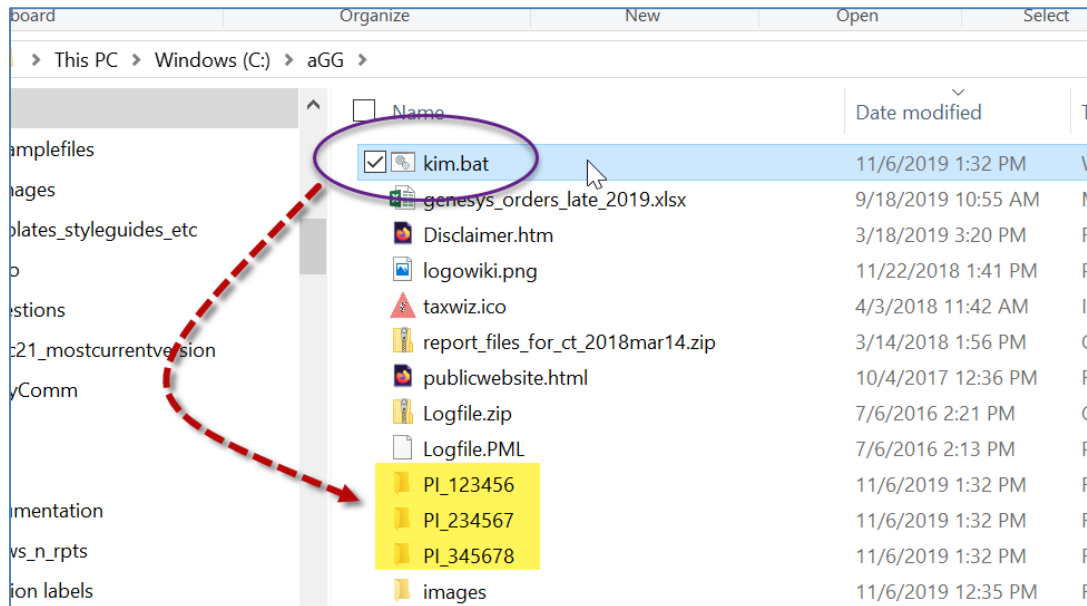 board Organize New Open Select
> This PC > Windows (C:) > aGG >
Name Date modified
amplefiles
kim.bat 11/6/2019 1:32 PM
nages
genesys_orders_late_2019.xlsx 9/18/2019 10:55 AM
plates_styleguides_etc
Disclaimer.htm 3/18/2019 3:20 PM
o
logowiki.png 11/22/2018 1:41 PM
estions
taxwiz.ico 4/3/2018 11:42 AM
c21_mostcurrentversion
report_files_for_ct_2018mar14.zip 3/14/2018 1:56 PM
yComm
publicwebsite.html 10/4/2017 12:36 PM
Logfile.zip 7/6/2016 2:21 PM
Logfile.PML 7/6/2016 2:13 PM
PI_123456 11/6/2019 1:32 PM
umentation
PI_234567 11/6/2019 1:32 PM
ws_n_rpts
PI_345678 11/6/2019 1:32 PM
ion labels
images 11/6/2019 12:35 PM